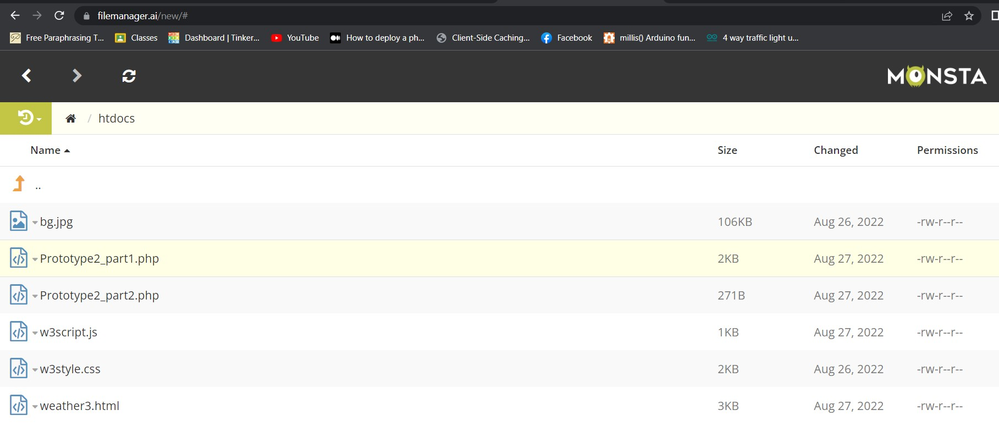 filemanager.ai/new/#
Free Paraphrasing T... Classes Dashboard | Tinker... YouTube How to deploy a ph... Client-Side Caching... Facebook millis() Arduino fun... 4 way traffic light u...
MONSTA
/ htdocs
Name Size Changed Permissions
..
bg.jpg 106KB Aug 26, 2022 -rw-r--r--
Prototype2_part1.php 2KB Aug 27, 2022 -rw-r--r--
Prototype2_part2.php 271B Aug 27, 2022 -rw-r--r--
w3script.js 1KB Aug 27, 2022 -rw-r--r--
w3style.css 2KB Aug 26, 2022 -rw-r--r--
weather3.html 3KB Aug 27, 2022 -rw-r--r--